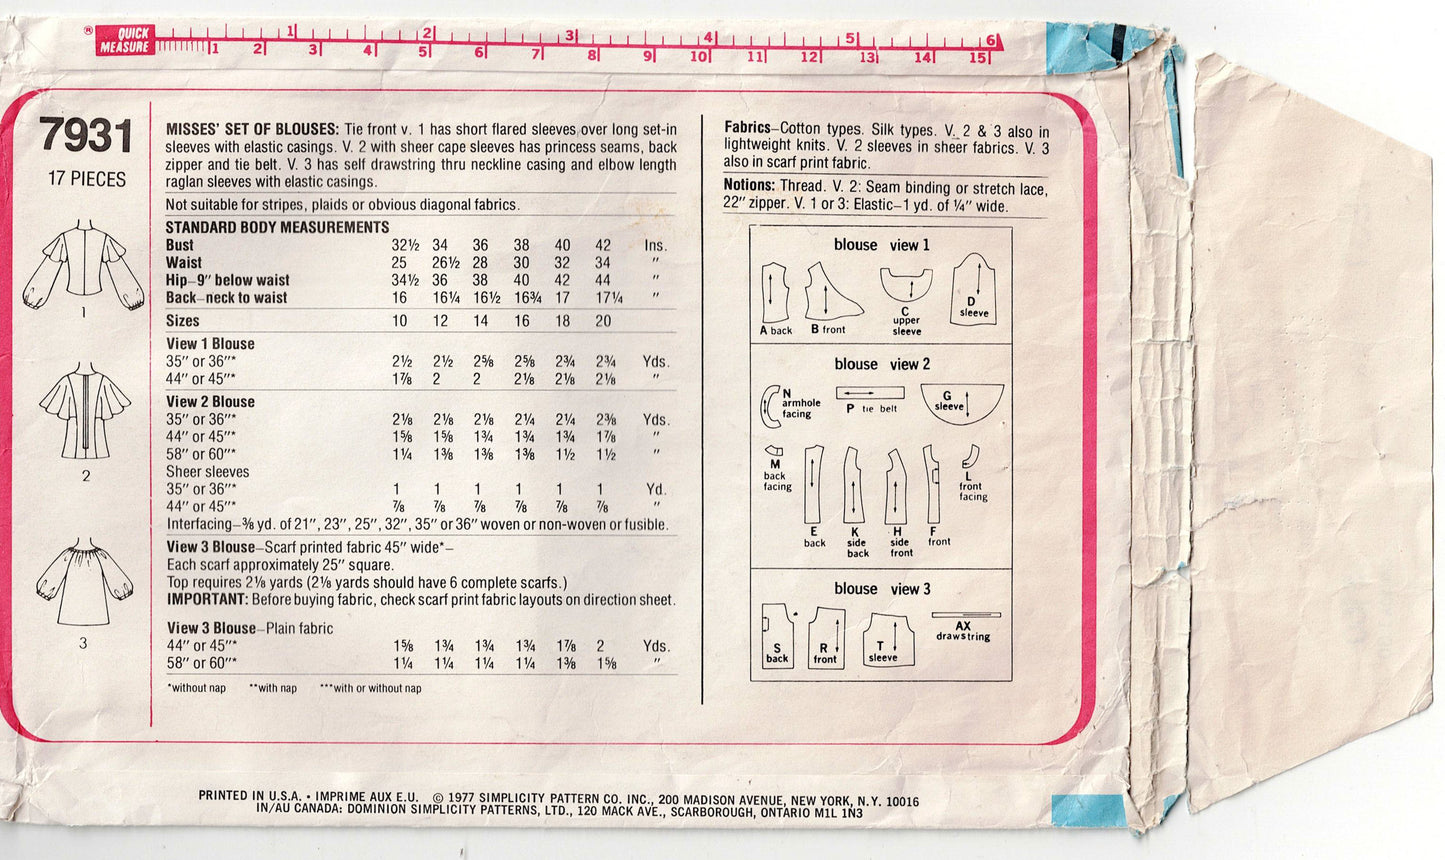 ® QUICK MEASURE 1 2 3 4 5 6
1 2 3 4 5 6 7 8 9 10 11 12 13 14 15
7931
17 PIECES
1
2
3
MISSES' SET OF BLOUSES: Tie front v. 1 has short flared sleeves over long set-in
sleeves with elastic casings. V. 2 with sheer cape sleeves has princess seams, back
zipper and tie belt. V. 3 has self drawstring thru neckline casing and elbow length
raglan sleeves with elastic casings.
Not suitable for stripes, plaids or obvious diagonal fabrics.
STANDARD BODY MEASUREMENTS
Bust 32½ 34 36 38 40 42 Ins.
Waist 25 26½ 28 30 32 34 "
Hip—9" below waist 34½ 36 38 40 42 44 "
Back—neck to waist 16 16¼ 16½ 16¾ 17 17¼ "
Sizes 10 12 14 16 18 20
View 1 Blouse
35" or 36"* 2½ 2½ 2⅝ 2⅝ 2¾ 2¾ Yds.
44" or 45"* 1⅞ 2 2 2⅛ 2⅛ 2⅛ "
View 2 Blouse
35" or 36"* 2⅛ 2⅛ 2⅛ 2¼ 2¼ 2⅜ Yds.
44" or 45"* 1⅝ 1⅝ 1¾ 1¾ 1¾ 1⅞ "
58" or 60"* 1¼ 1⅜ 1⅜ 1⅜ 1½ 1½ "
Sheer sleeves
35" or 36"* 1 1 1 1 1 1 Yd.
44" or 45"* ⅞ ⅞ ⅞ ⅞ ⅞ ⅞ "
Interfacing—⅜ yd. of 21", 23", 25", 32", 35" or 36" woven or non-woven or fusible.
View 3 Blouse—Scarf printed fabric 45" wide*—
Each scarf approximately 25" square.
Top requires 2⅛ yards (2⅛ yards should have 6 complete scarfs.)
IMPORTANT: Before buying fabric, check scarf print fabric layouts on direction sheet.
View 3 Blouse—Plain fabric
44" or 45"* 1⅝ 1¾ 1¾ 1¾ 1⅞ 2 Yds.
58" or 60"* 1¼ 1¼ 1¼ 1¼ 1⅜ 1⅝ "
*without nap **with nap ***with or without nap
Fabrics—Cotton types. Silk types. V. 2 & 3 also in
lightweight knits. V. 2 sleeves in sheer fabrics. V. 3
also in scarf print fabric.
Notions: Thread. V. 2: Seam binding or stretch lace,
22" zipper. V. 1 or 3: Elastic—1 yd. of ¼" wide.
blouse view 1
A back
B front
C
upper
sleeve
D
sleeve
blouse view 2
N
armhole
facing
P tie belt
G
sleeve
M
back
facing
E
back
K
side
back
H
side
front
F
front
L
front
facing
blouse view 3
S
back
R
front
T
sleeve
AX
drawstring
PRINTED IN U.S.A. • IMPRIME AUX E.U. © 1977 SIMPLICITY PATTERN CO. INC., 200 MADISON AVENUE, NEW YORK, N.Y. 10016
IN/AU CANADA: DOMINION SIMPLICITY PATTERNS, LTD., 120 MACK AVE., SCARBOROUGH, ONTARIO M1L 1N3